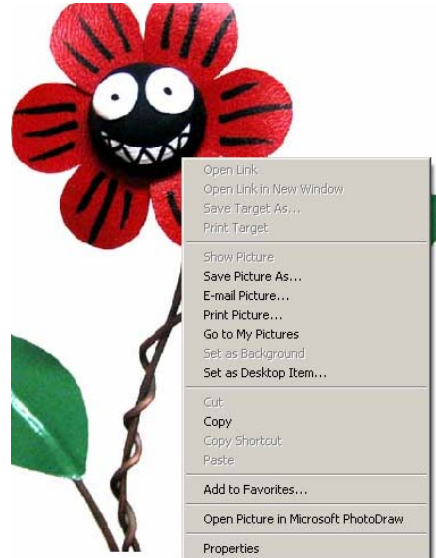 Open Link
Open Link in New Window
Save Target As...
Print Target
Show Picture
Save Picture As...
E-mail Picture...
Print Picture...
Go to My Pictures
Set as Background
Set as Desktop Item...
Cut
Copy
Copy Shortcut
Paste
Add to Favorites...
Open Picture in Microsoft PhotoDraw
Properties